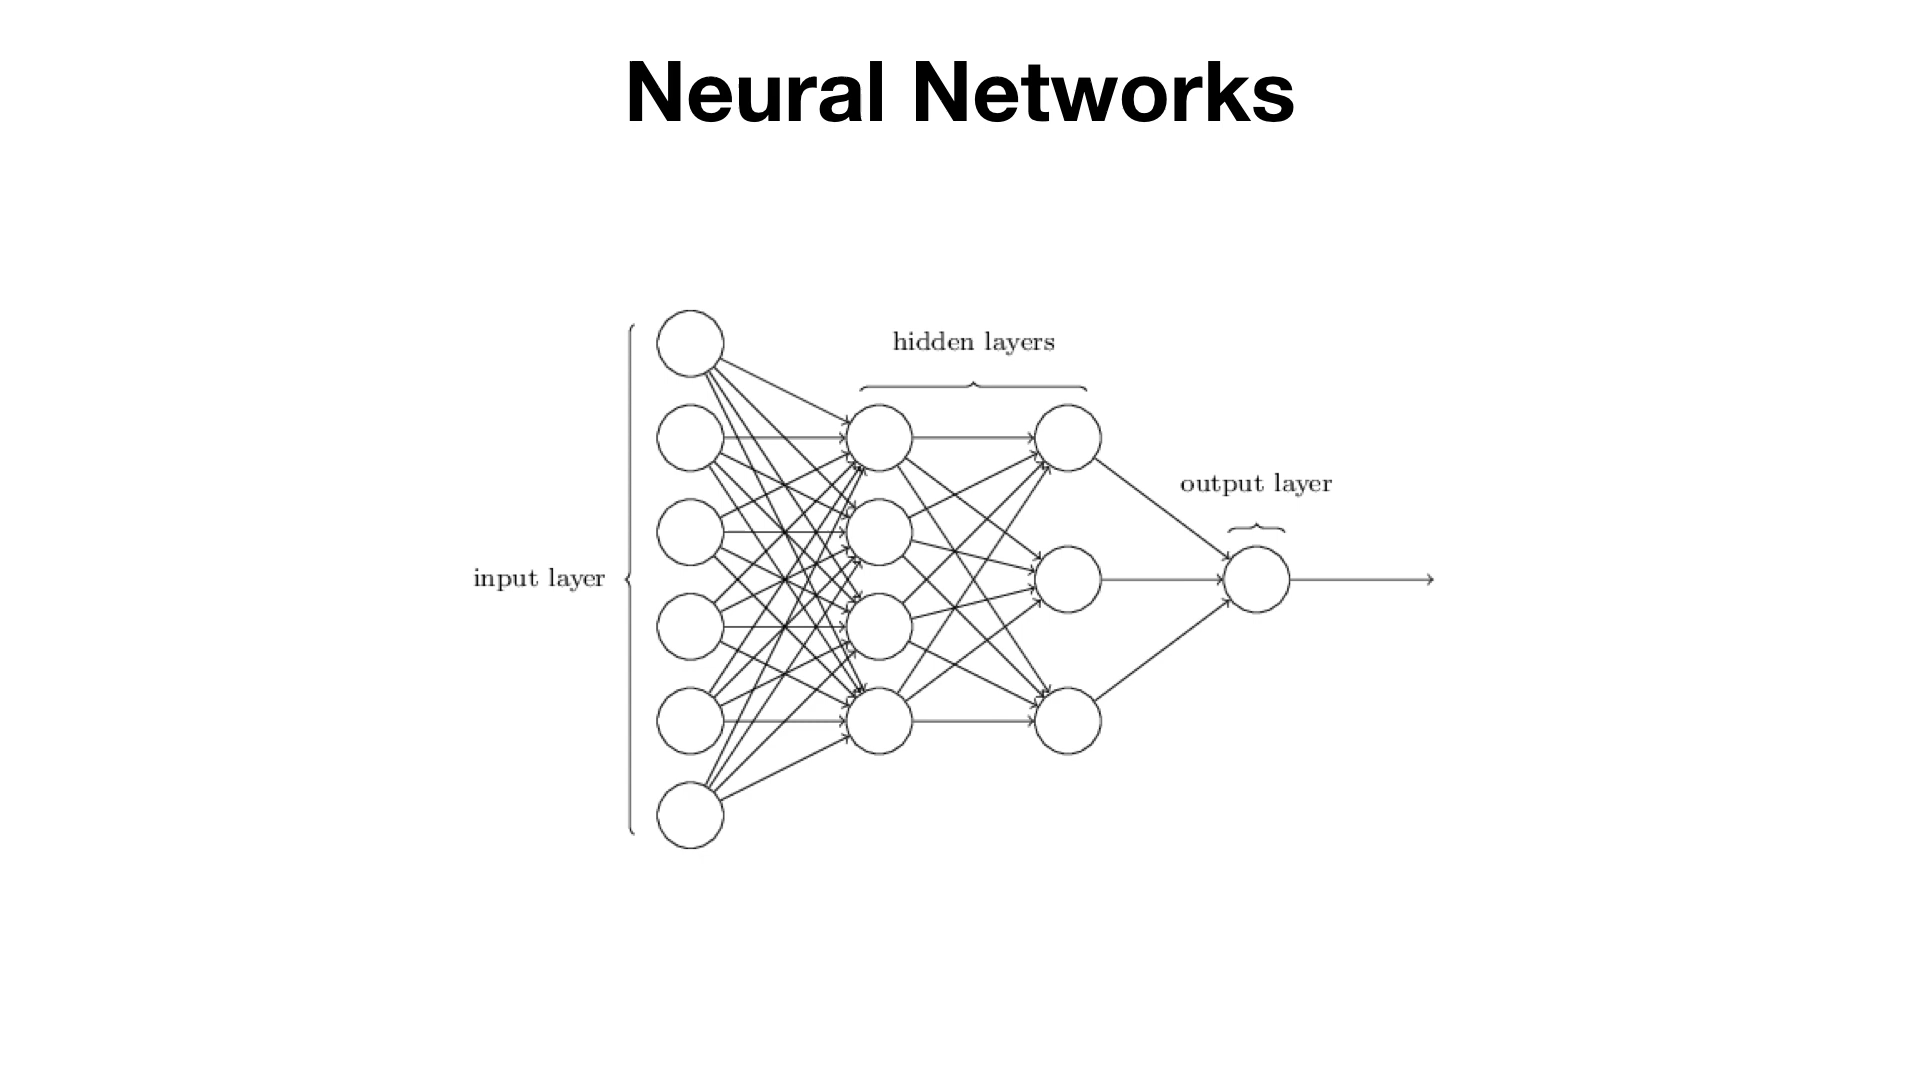 Neural Networks
hidden layers
output layer
input layer